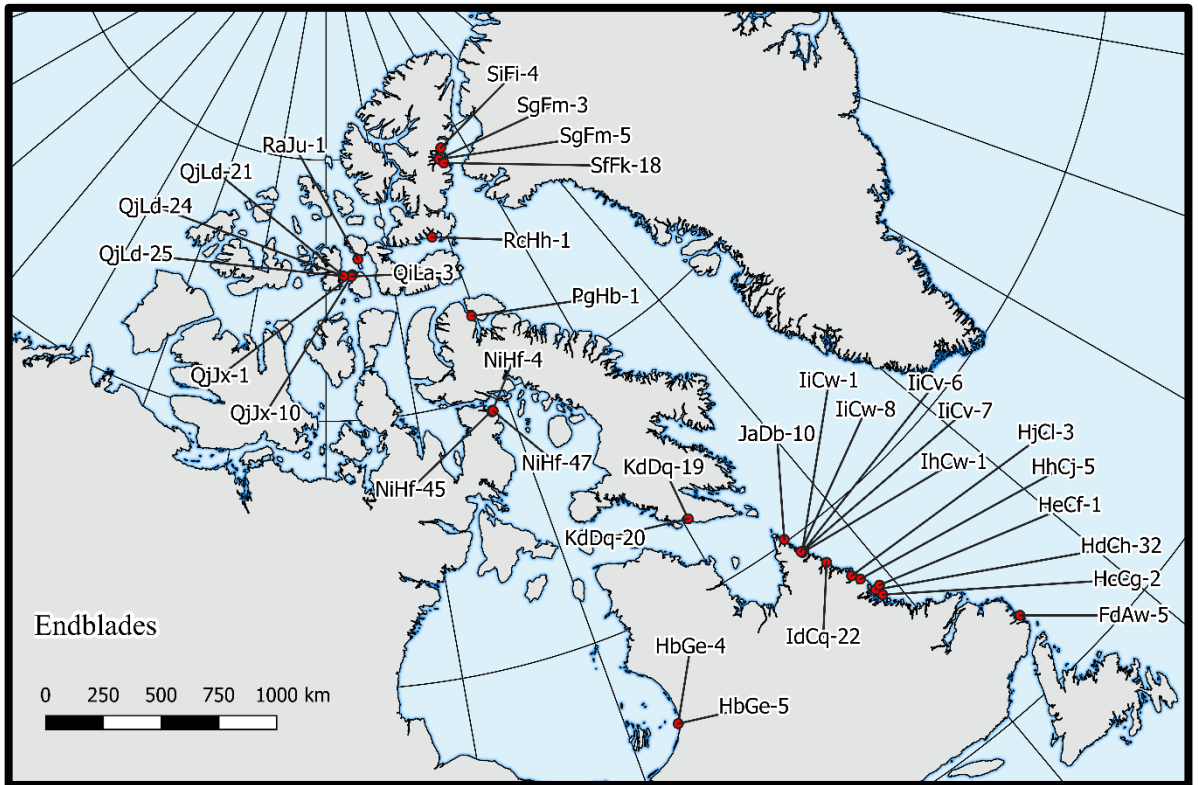 SiFi-4
SgFm-3
SgFm-5
SfFk-18
RaJu-1
QjLd-21
QjLd-24
QjLd-25
QiLa-3
RcHh-1
PgHb-1
QjJx-1
QjJx-10
NiHf-4
NiHf-47
NiHf-45
KdDq-19
KdDq-20
JaDb-10
IiCw-1
IiCw-8
IiCv-6
IiCv-7
IhCw-1
HjCl-3
HhCj-5
HeCf-1
HdCh-32
HcCg-2
FdAw-5
IdCq-22
HbGe-4
HbGe-5
Endblades
0 250 500 750 1000 km